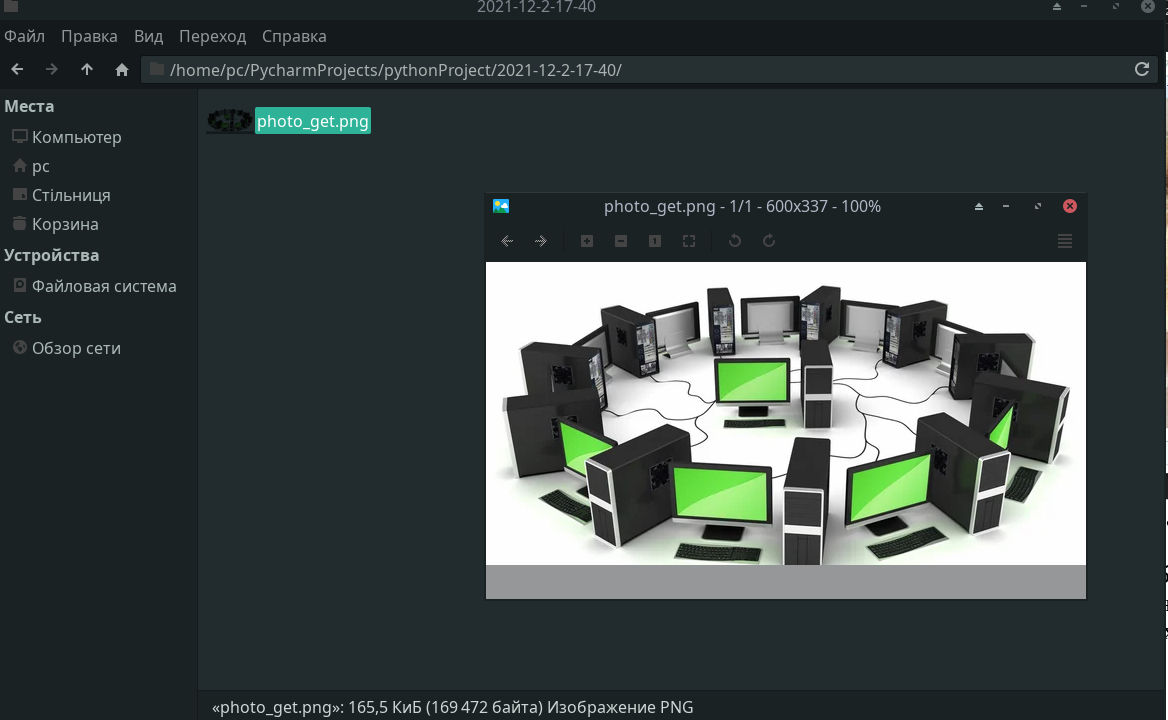 2021-12-2-17-40
Файл Правка Вид Переход Справка
/home/pc/PycharmProjects/pythonProject/2021-12-2-17-40/
Места
Компьютер
pc
Стільниця
Корзина
Устройства
Файловая система
Сеть
Обзор сети
photo_get.png
photo_get.png - 1/1 - 600x337 - 100%
«photo_get.png»: 165,5 КиБ (169 472 байта) Изображение PNG